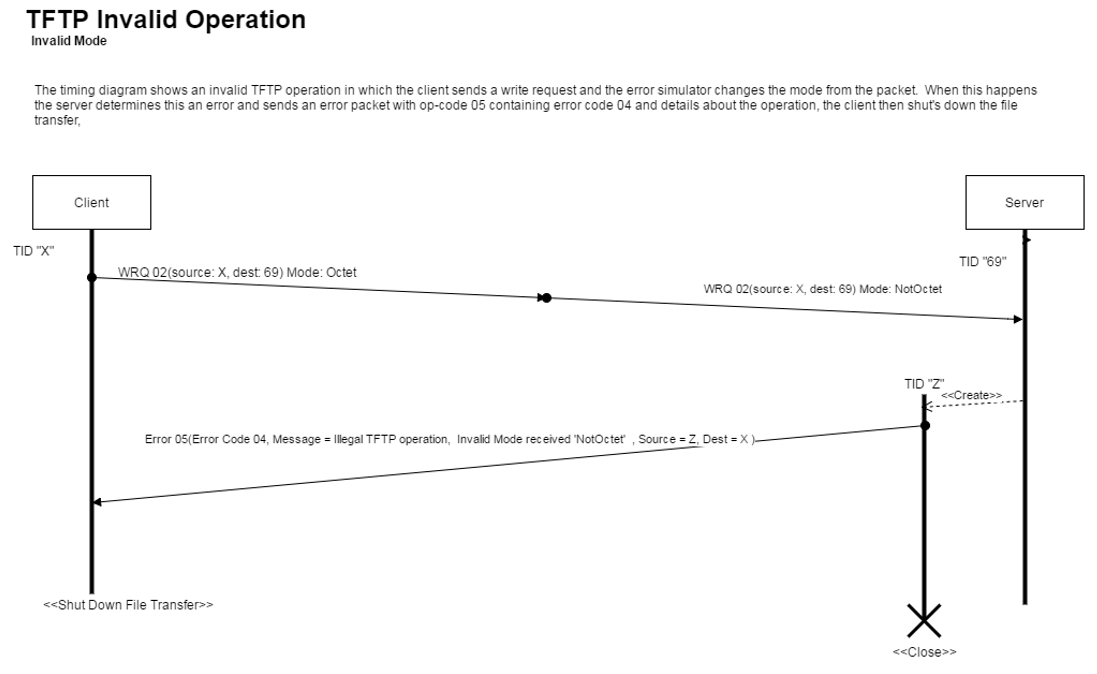 TFTP Invalid Operation
Invalid Mode
The timing diagram shows an invalid TFTP operation in which the client sends a write request and the error simulator changes the mode from the packet. When this happens
the server determines this an error and sends an error packet with op-code 05 containing error code 04 and details about the operation, the client then shut's down the file
transfer,
Client
Server
TID "X"
TID "69"
WRQ 02(source: X, dest: 69) Mode: Octet
WRQ 02(source: X, dest: 69) Mode: NotOctet
TID "Z"
<<Create>>
Error 05(Error Code 04, Message = Illegal TFTP operation, Invalid Mode received 'NotOctet' , Source = Z, Dest = X )
<<Shut Down File Transfer>>
<<Close>>